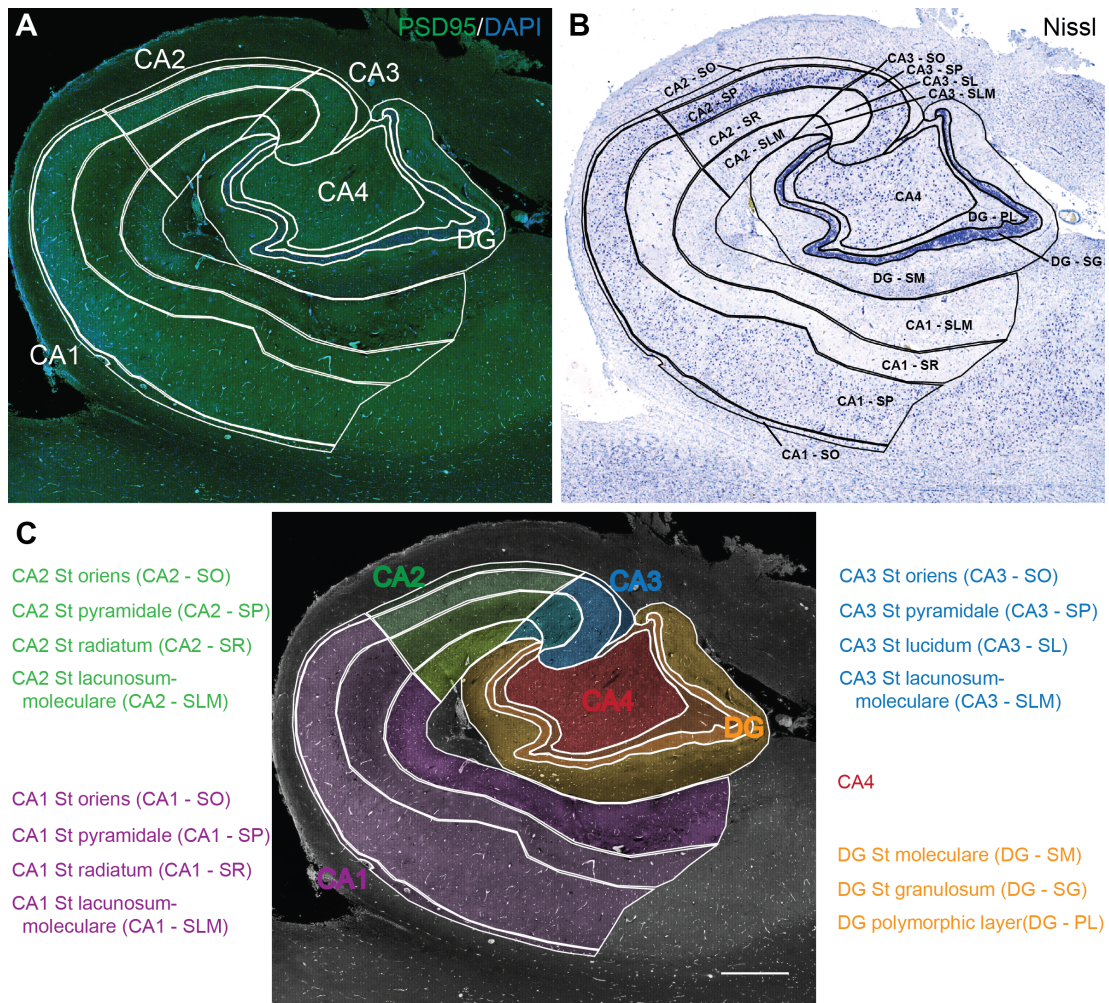 A
PSD95/DAPI
CA2
CA3
CA4
DG
CA1
B
Nissl
CA2 - SO
CA3 - SO
CA3 - SP
CA3 - SL
CA3 - SLM
CA2 - SP
CA2 - SR
CA2 - SLM
CA4
DG - PL
DG - SG
DG - SM
CA1 - SLM
CA1 - SR
CA1 - SP
CA1 - SO
C
CA2 St oriens (CA2 - SO)
CA2 St pyramidale (CA2 - SP)
CA2 St radiatum (CA2 - SR)
CA2 St lacunosum-
moleculare (CA2 - SLM)
CA1 St oriens (CA1 - SO)
CA1 St pyramidale (CA1 - SP)
CA1 St radiatum (CA1 - SR)
CA1 St lacunosum-
moleculare (CA1 - SLM)
CA2
CA3
CA4
DG
CA1
CA3 St oriens (CA3 - SO)
CA3 St pyramidale (CA3 - SP)
CA3 St lucidum (CA3 - SL)
CA3 St lacunosum-
moleculare (CA3 - SLM)
CA4
DG St moleculare (DG - SM)
DG St granulosum (DG - SG)
DG polymorphic layer(DG - PL)